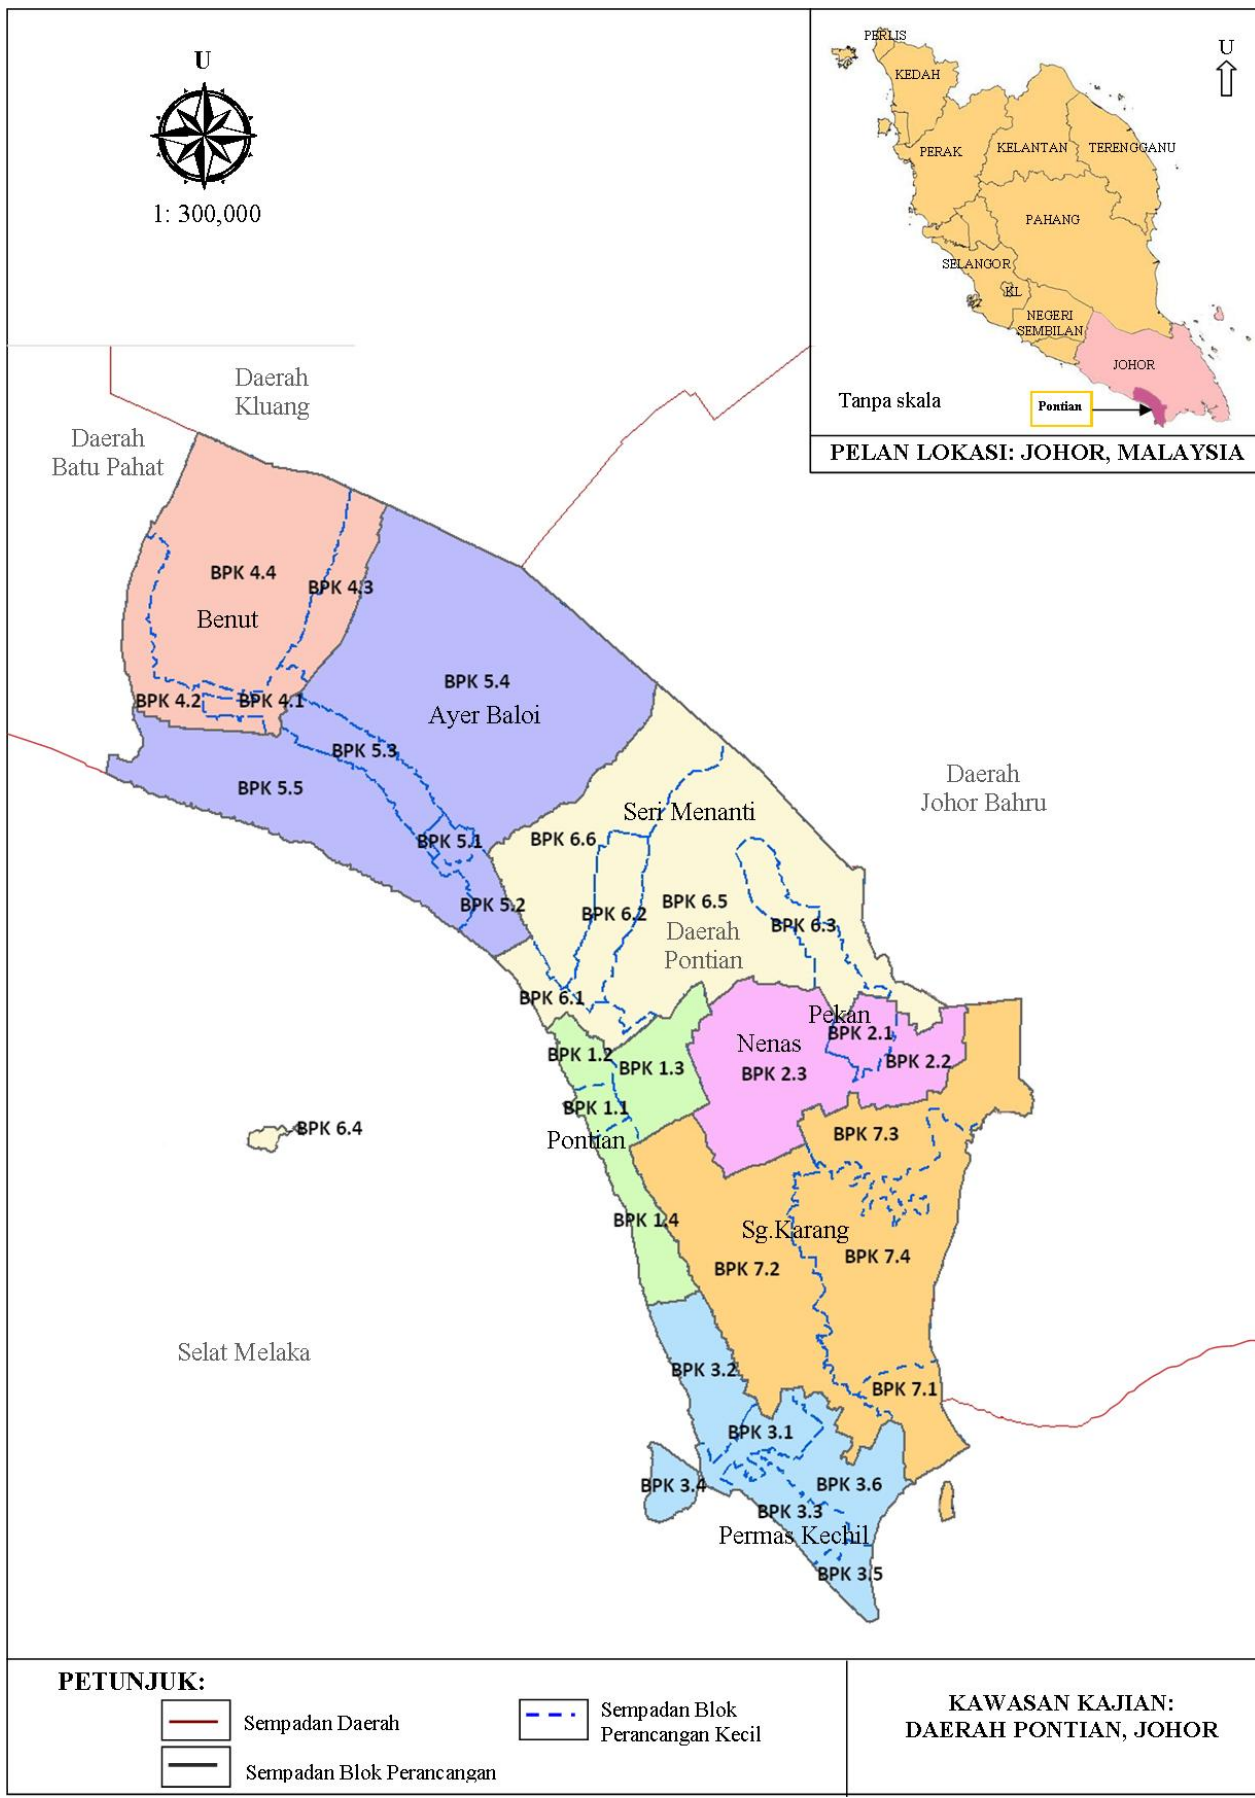 U
1: 300,000
PERLIS
U
KEDAH
PERAK
KELANTAN
TERENGGANU
PAHANG
SELANGOR
KL
NEGERI
SEMBILAN
JOHOR
Tanpa skala
Pontian
PELAN LOKASI: JOHOR, MALAYSIA
Daerah
Kluang
Daerah
Batu Pahat
BPK 4.4
BPK 4.3
Benut
BPK 4.2
BPK 4.1
BPK 5.4
Ayer Baloi
BPK 5.3
BPK 5.5
BPK 5.1
BPK 5.2
Daerah
Johor Bahru
Seri Menanti
BPK 6.6
BPK 6.2
BPK 6.5
BPK 6.3
Daerah
Pontian
BPK 6.1
Pekan
Nenas
BPK 2.1
BPK 2.2
BPK 2.3
BPK 1.2
BPK 1.3
BPK 1.1
Pontian
BPK 6.4
BPK 7.3
BPK 1.4
Sg.Karang
BPK 7.2
BPK 7.4
Selat Melaka
BPK 3.2
BPK 7.1
BPK 3.1
BPK 3.4
BPK 3.6
BPK 3.3
Permas Kechil
BPK 3.5
PETUNJUK:
Sempadan Daerah
Sempadan Blok Perancangan
Sempadan Blok
Perancangan Kecil
KAWASAN KAJIAN:
DAERAH PONTIAN, JOHOR